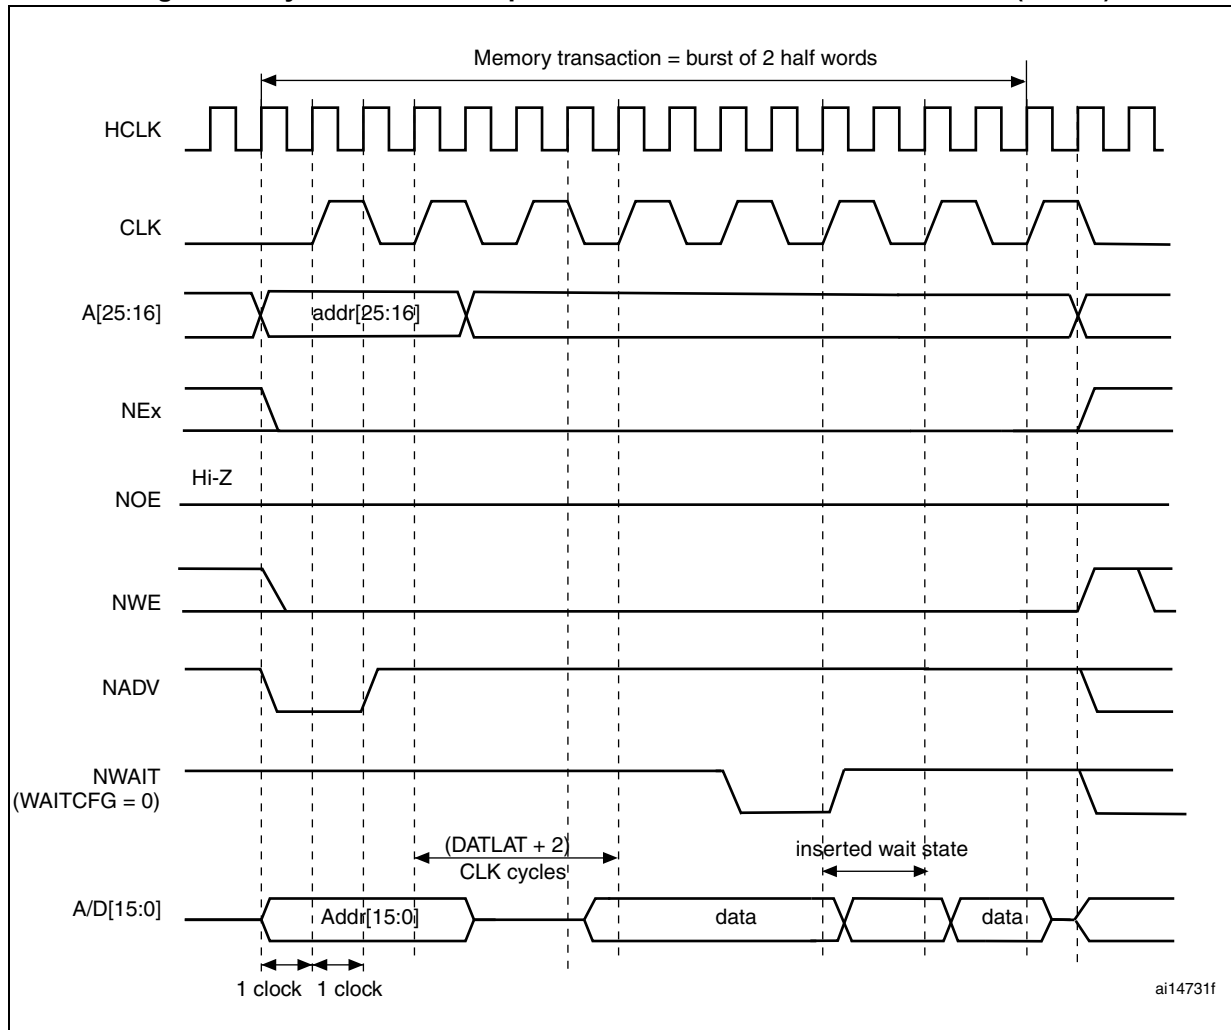 Memory transaction = burst of 2 half words
HCLK
CLK
A[25:16]
addr[25:16]
NEx
Hi-Z
NOE
NWE
NADV
NWAIT
(WAITCFG = 0)
(DATLAT + 2)
CLK cycles
inserted wait state
A/D[15:0]
Addr[15:0]
data
data
1 clock
1 clock
ai14731f